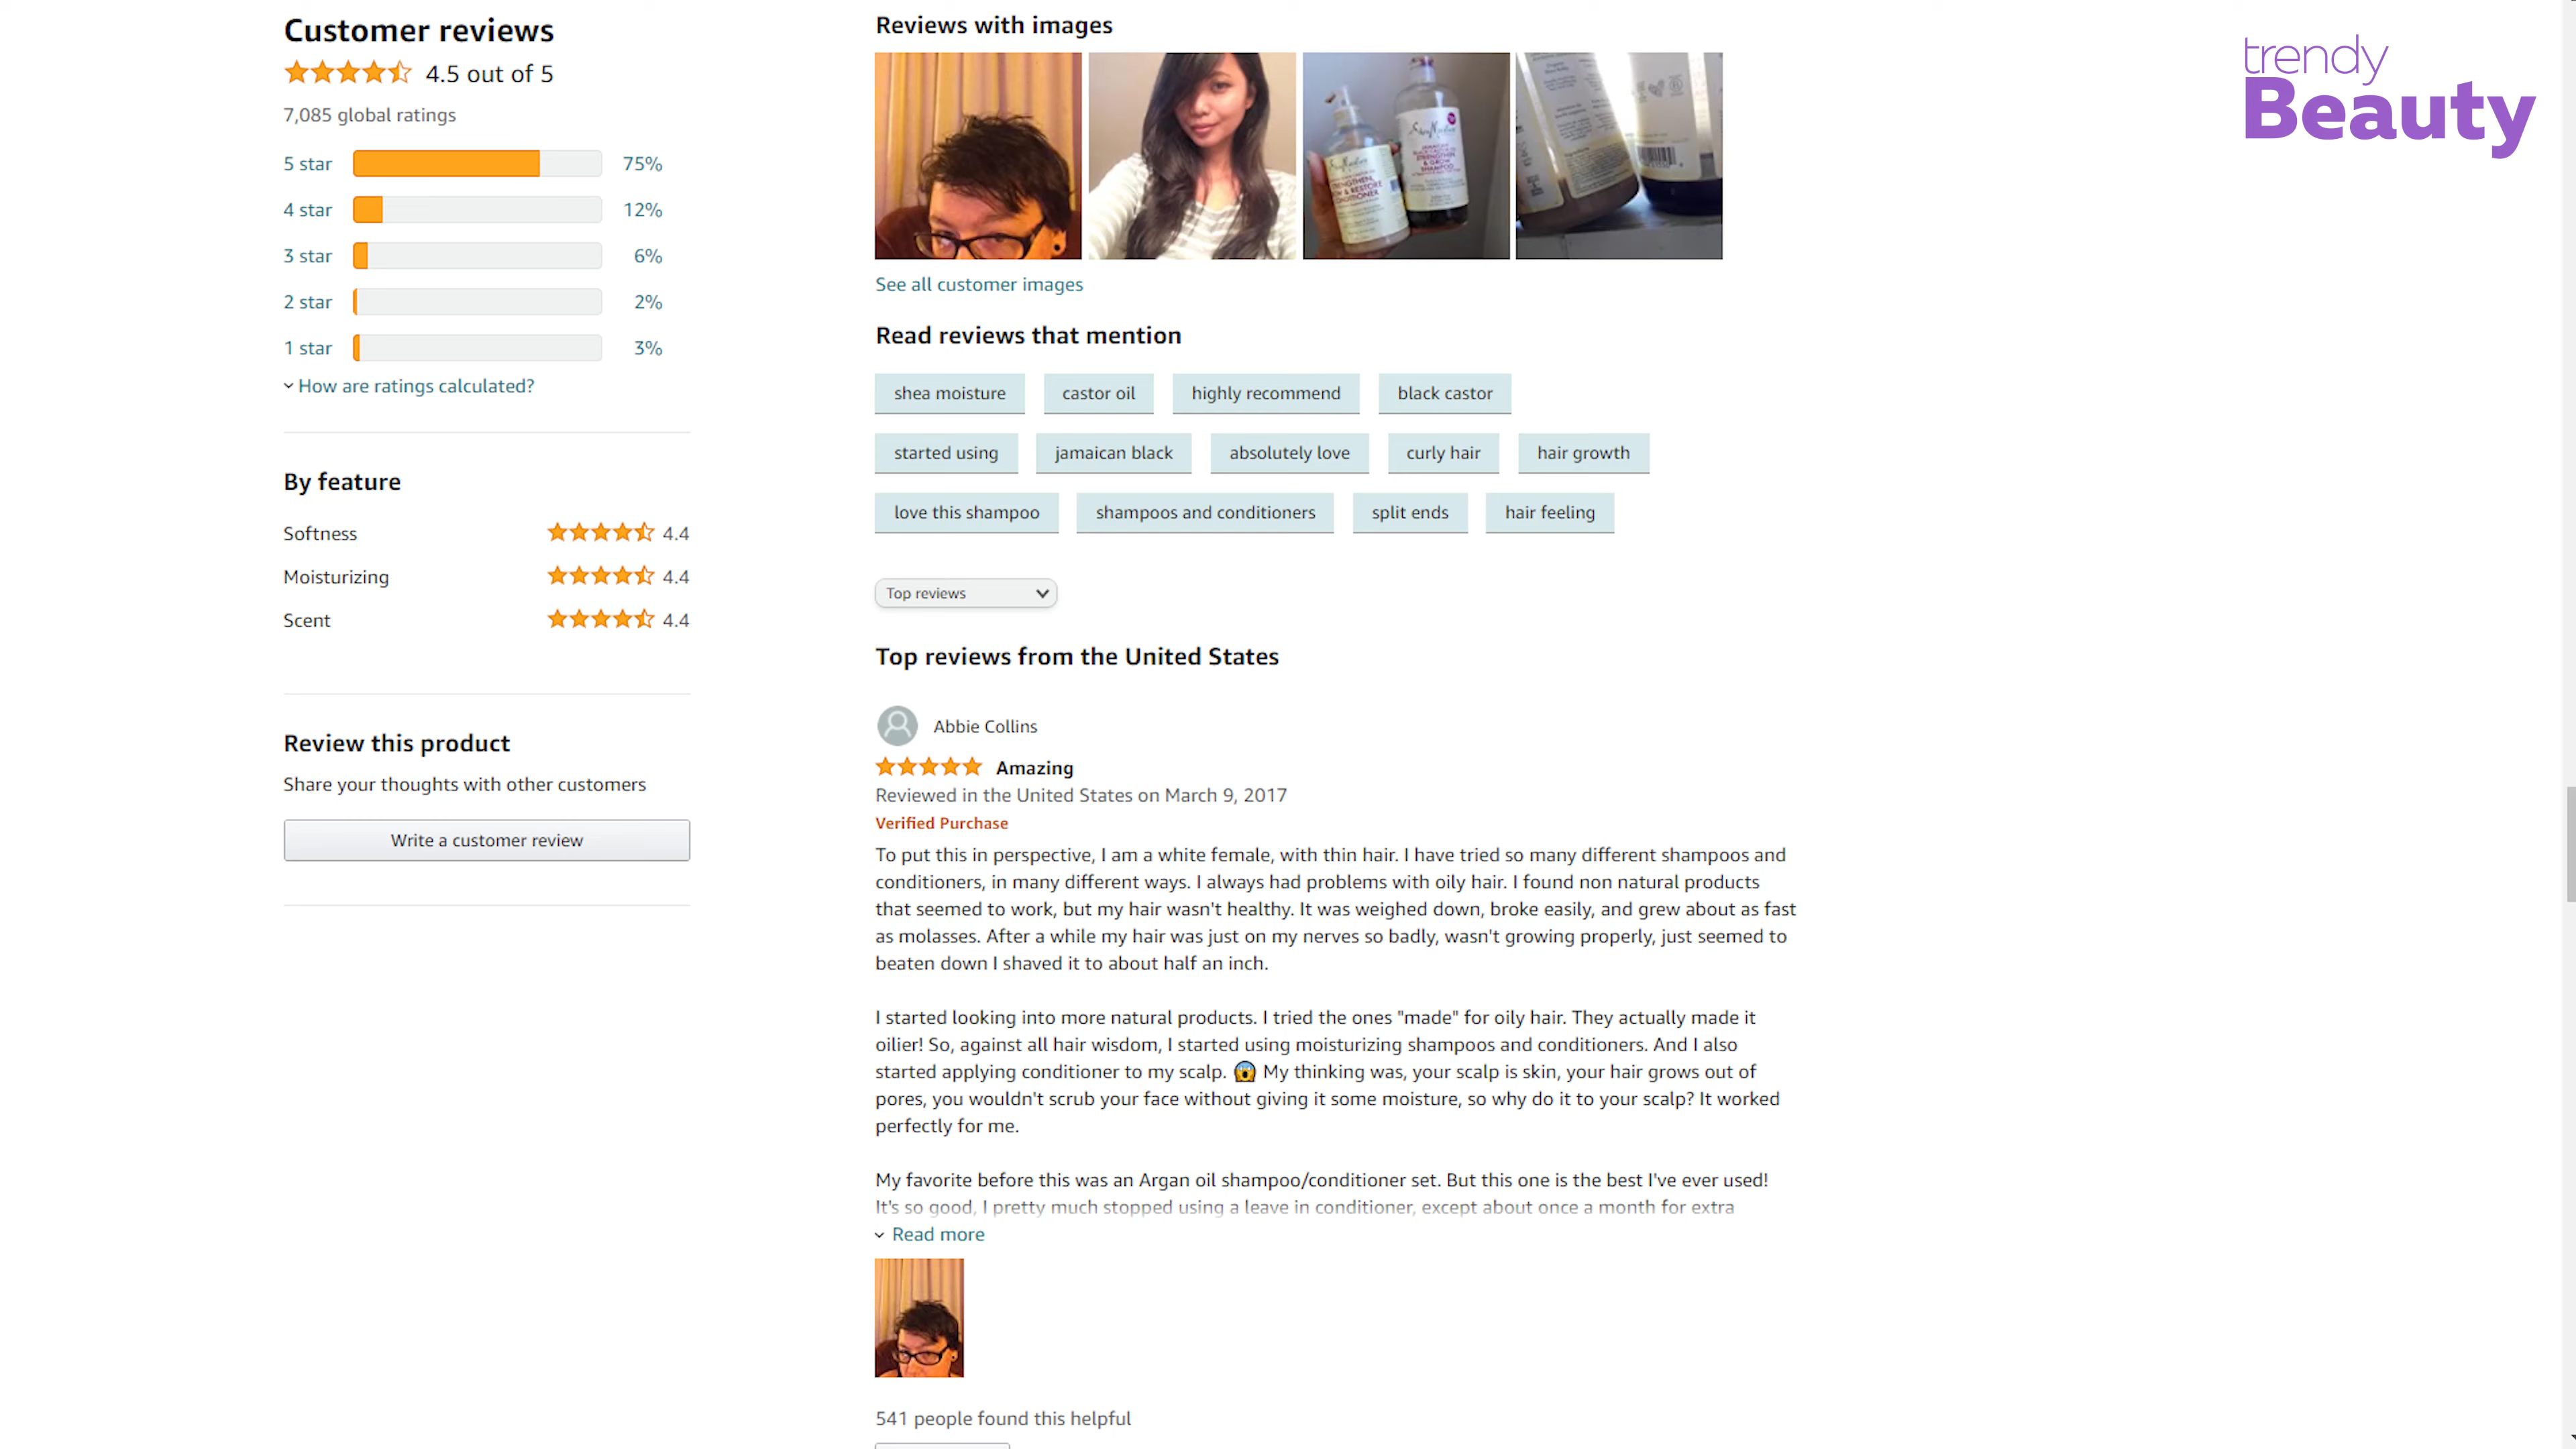 Customer reviews
4.5 out of 5
7,085 global ratings
5 star 75%
4 star 12%
3 star 6%
2 star 2%
1 star 3%
How are ratings calculated?
By feature
Softness 4.4
Moisturizing 4.4
Scent 4.4
Review this product
Share your thoughts with other customers
Write a customer review
Reviews with images
SheaMoisture
STRENGTHEN,
& RESTORE
CONDITIONER
SheaMoisture
JAMAICAN
BLACK CASTOR OIL
STRENGTHEN
& GROW
SHAMPOO
See all customer images
Read reviews that mention
shea moisture castor oil highly recommend black castor
started using jamaican black absolutely love curly hair hair growth
love this shampoo shampoos and conditioners split ends hair feeling
Top reviews
Top reviews from the United States
Abbie Collins
Amazing
Reviewed in the United States on March 9, 2017
Verified Purchase
To put this in perspective, I am a white female, with thin hair. I have tried so many different shampoos and
conditioners, in many different ways. I always had problems with oily hair. I found non natural products
that seemed to work, but my hair wasn't healthy. It was weighed down, broke easily, and grew about as fast
as molasses. After a while my hair was just on my nerves so badly, wasn't growing properly, just seemed to
beaten down I shaved it to about half an inch.
I started looking into more natural products. I tried the ones "made" for oily hair. They actually made it
oilier! So, against all hair wisdom, I started using moisturizing shampoos and conditioners. And I also
started applying conditioner to my scalp. 😱 My thinking was, your scalp is skin, your hair grows out of
pores, you wouldn't scrub your face without giving it some moisture, so why do it to your scalp? It worked
perfectly for me.
My favorite before this was an Argan oil shampoo/conditioner set. But this one is the best I've ever used!
It's so good, I pretty much stopped using a leave in conditioner, except about once a month for extra
Read more
541 people found this helpful
trendy
Beauty